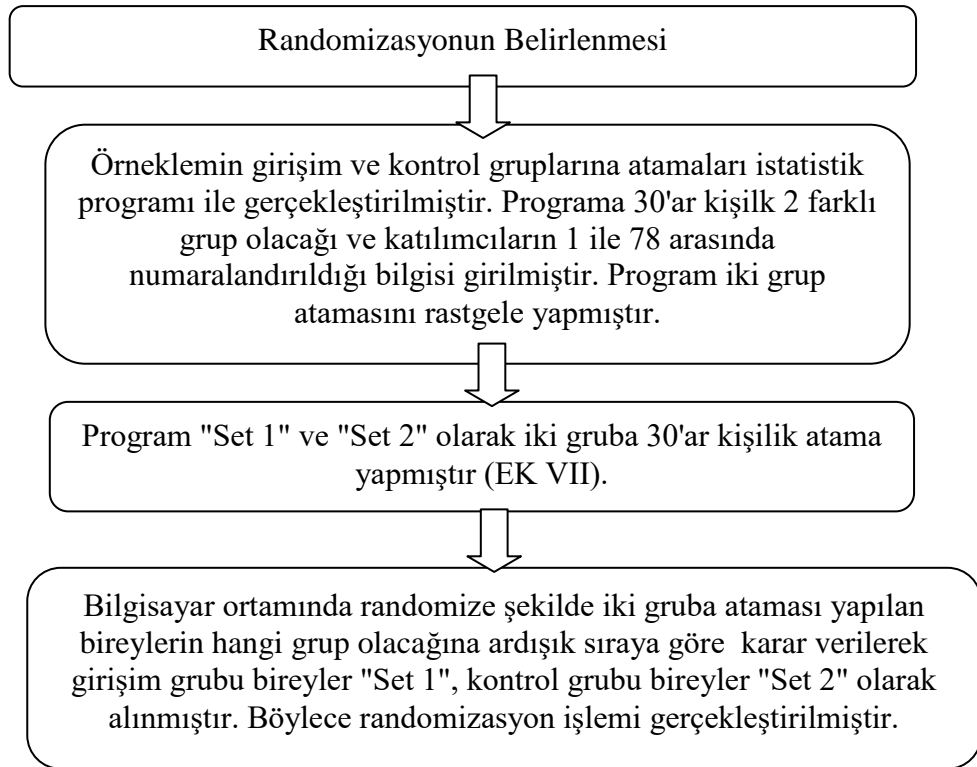 Randomizasyonun Belirlenmesi
Örneklemin girişim ve kontrol gruplarına atamaları istatistik
programı ile gerçekleştirilmiştir. Programa 30'ar kişilk 2 farklı
grup olacağı ve katılımcıların 1 ile 78 arasında
numaralandırıldığı bilgisi girilmiştir. Program iki grup
atamasını rastgele yapmıştır.
Program "Set 1" ve "Set 2" olarak iki gruba 30'ar kişilik atama
yapmıştır (EK VII).
Bilgisayar ortamında randomize şekilde iki gruba ataması yapılan
bireylerin hangi grup olacağına ardışık sıraya göre karar verilerek
girişim grubu bireyler "Set 1", kontrol grubu bireyler "Set 2" olarak
alınmıştır. Böylece randomizasyon işlemi gerçekleştirilmiştir.